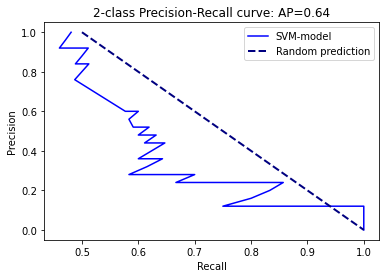 2-class Precision-Recall curve: AP=0.64
SVM-model
Random prediction
1.0
0.8
0.6
0.4
0.2
0.0
Precision
0.5 0.6 0.7 0.8 0.9 1.0
Recall